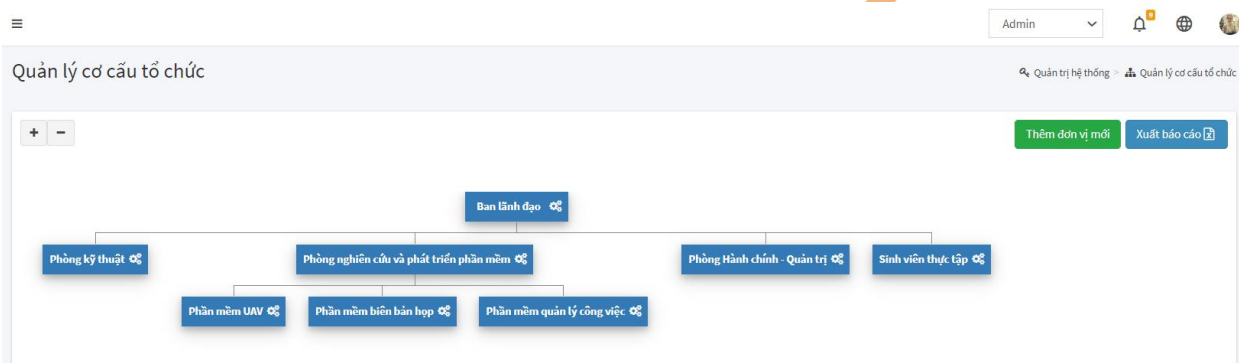 Admin
9
Quản lý cơ cấu tổ chức
Quản trị hệ thống > Quản lý cơ cấu tổ chức
+ −
Thêm đơn vị mới Xuất báo cáo
Ban lãnh đạo
Phòng kỹ thuật Phòng nghiên cứu và phát triển phần mềm Phòng Hành chính - Quản trị Sinh viên thực tập
Phần mềm UAV Phần mềm biên bản họp Phần mềm quản lý công việc